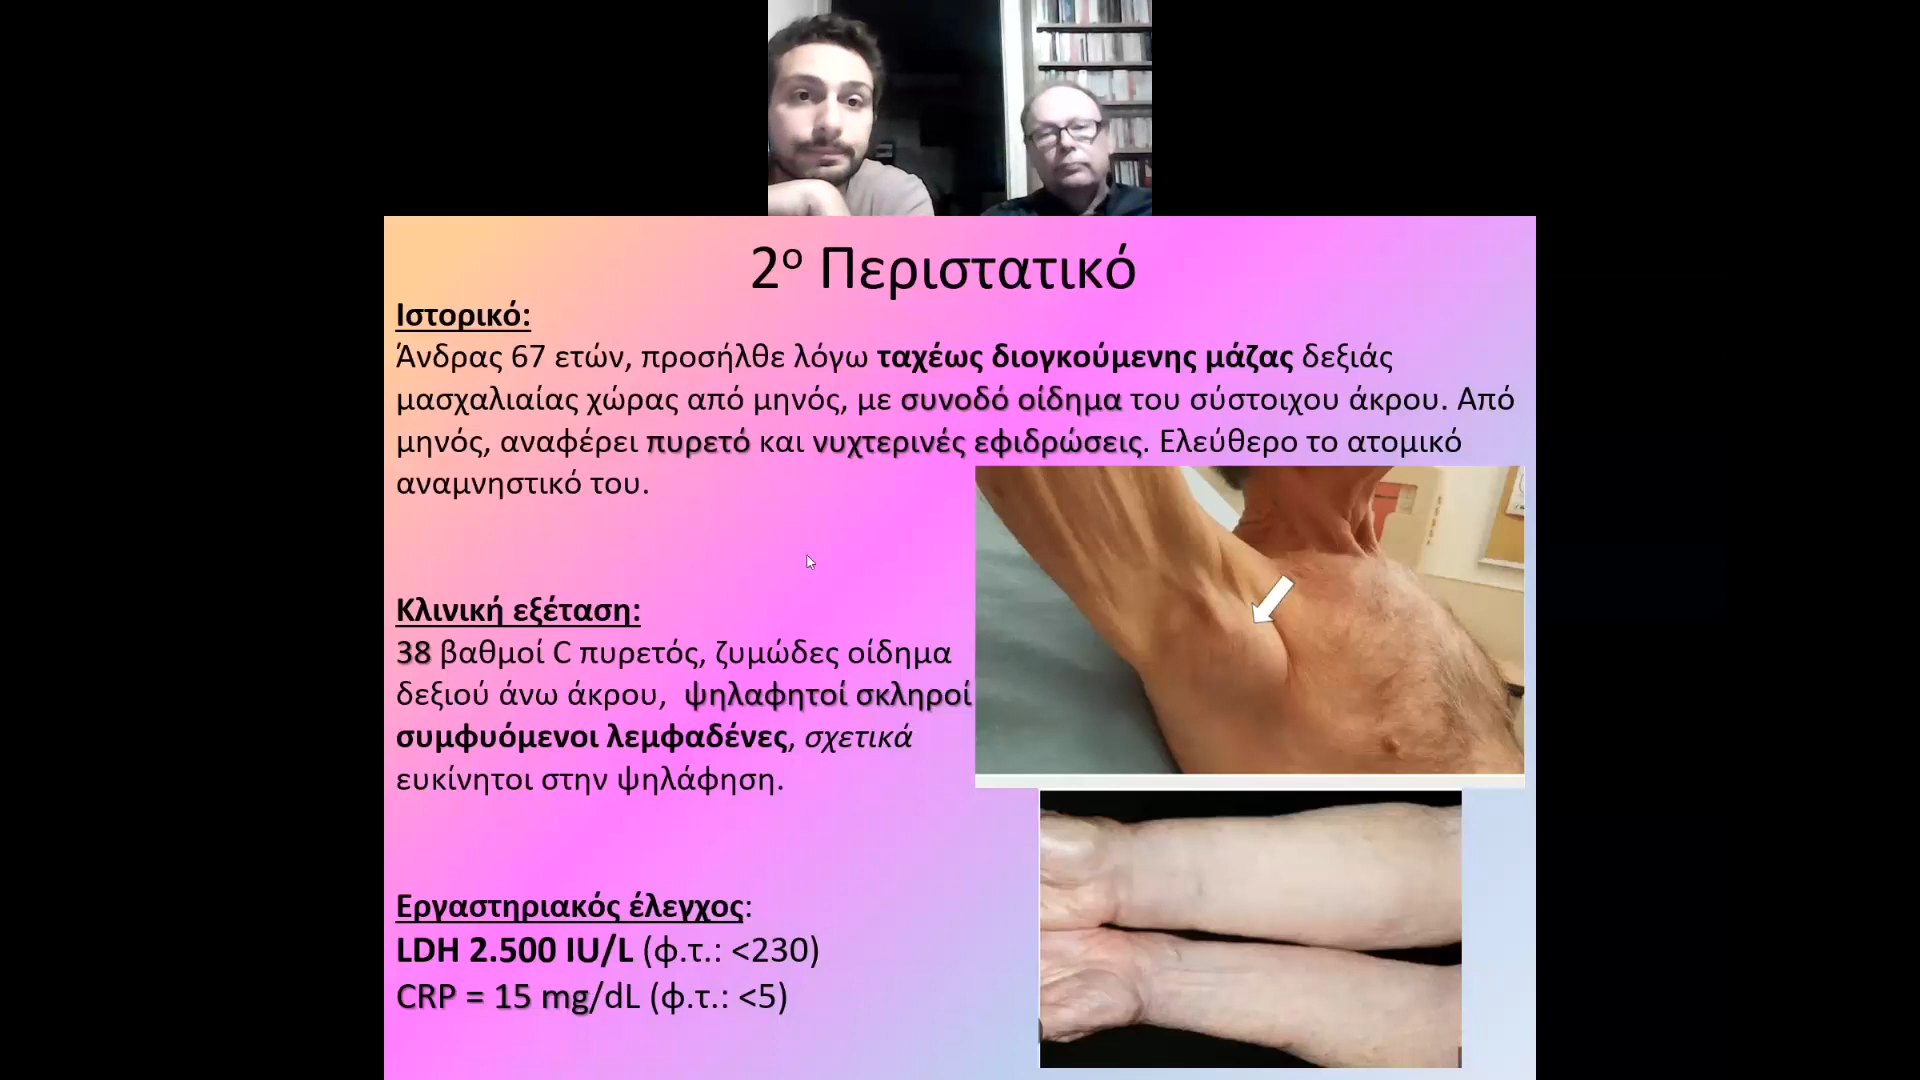 2ο Περιστατικό
Ιστορικό:
Άνδρας 67 ετών, προσήλθε λόγω ταχέως διογκούμενης μάζας δεξιάς
μασχαλιαίας χώρας από μηνός, με συνοδό οίδημα του σύστοιχου άκρου. Από
μηνός, αναφέρει πυρετό και νυχτερινές εφιδρώσεις. Ελεύθερο το ατομικό
αναμνηστικό του.
Κλινική εξέταση:
38 βαθμοί C πυρετός, ζυμώδες οίδημα
δεξιού άνω άκρου, ψηλαφητοί σκληροί
συμφυόμενοι λεμφαδένες, σχετικά
ευκίνητοι στην ψηλάφηση.
Εργαστηριακός έλεγχος:
LDH 2.500 IU/L (φ.τ.: <230)
CRP = 15 mg/dL (φ.τ.: <5)